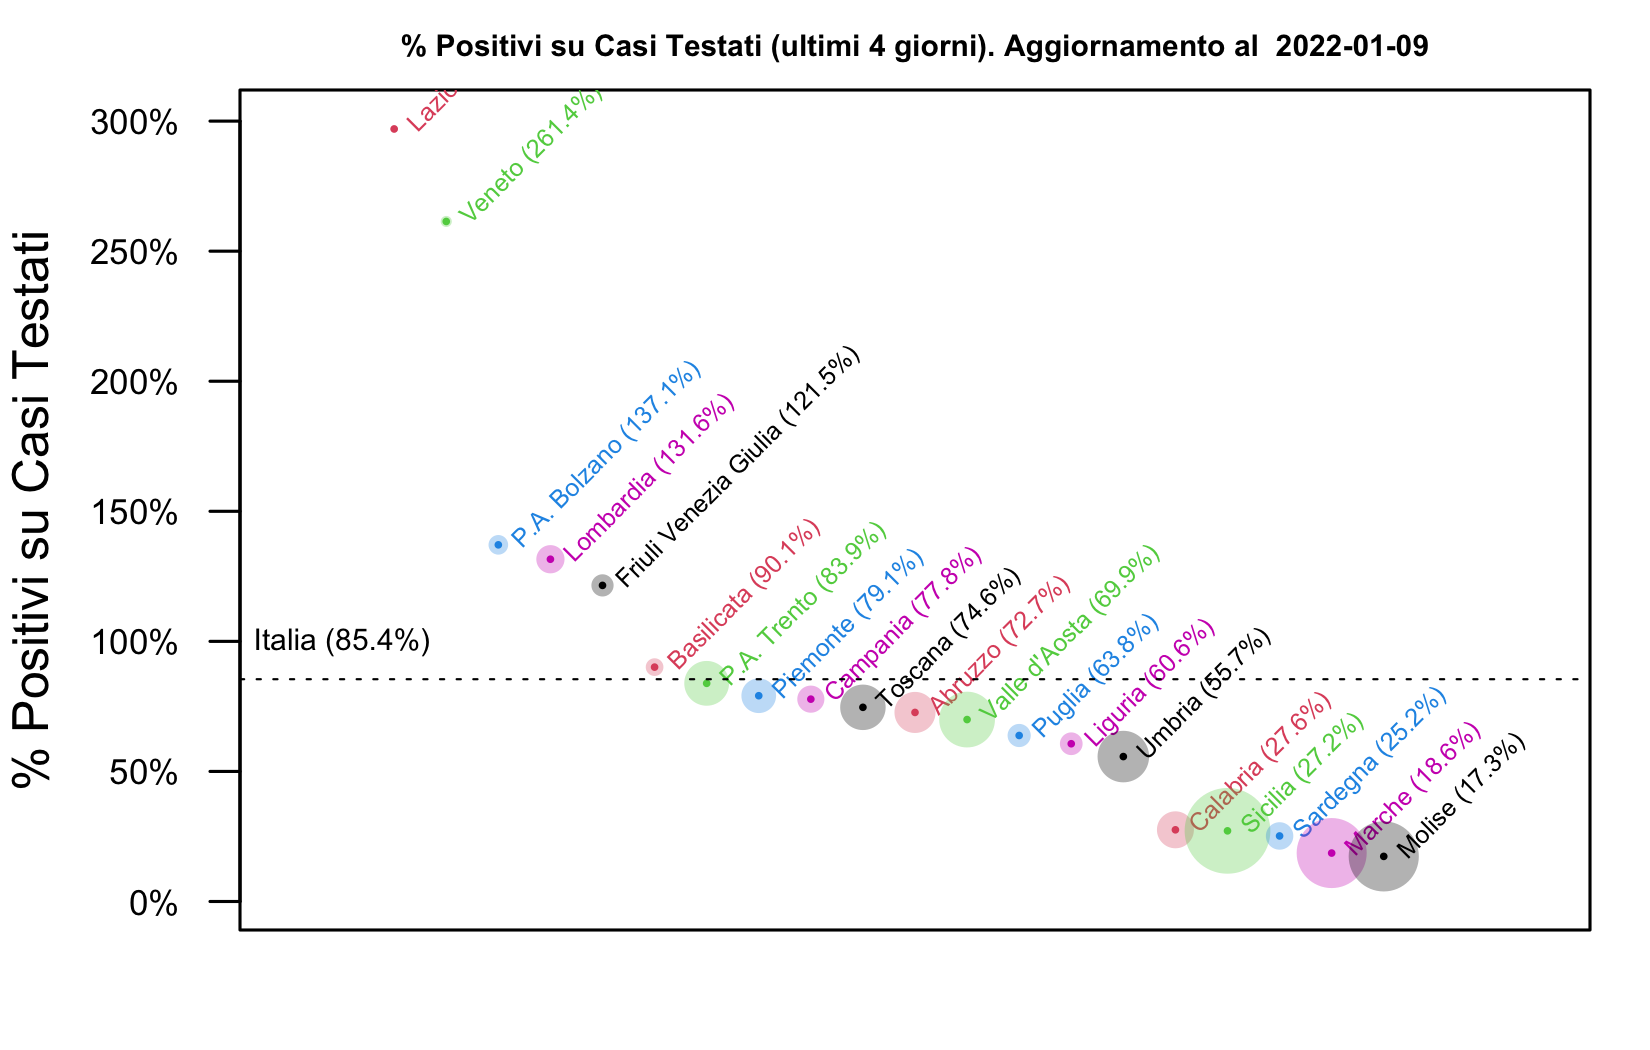 % Positivi su Casi Testati (ultimi 4 giorni). Aggiornamento al 2022-01-09
% Positivi su Casi Testati
300%
250%
200%
150%
100%
50%
0%
Italia (85.4%)
Lazio
Veneto (261.4%)
P.A. Bolzano (137.1%)
Lombardia (131.6%)
Friuli Venezia Giulia (121.5%)
Basilicata (90.1%)
P.A. Trento (83.9%)
Piemonte (79.1%)
Campania (77.8%)
Toscana (74.6%)
Abruzzo (72.7%)
Valle d'Aosta (69.9%)
Puglia (63.8%)
Liguria (60.6%)
Umbria (55.7%)
Calabria (27.6%)
Sicilia (27.2%)
Sardegna (25.2%)
Marche (18.6%)
Molise (17.3%)